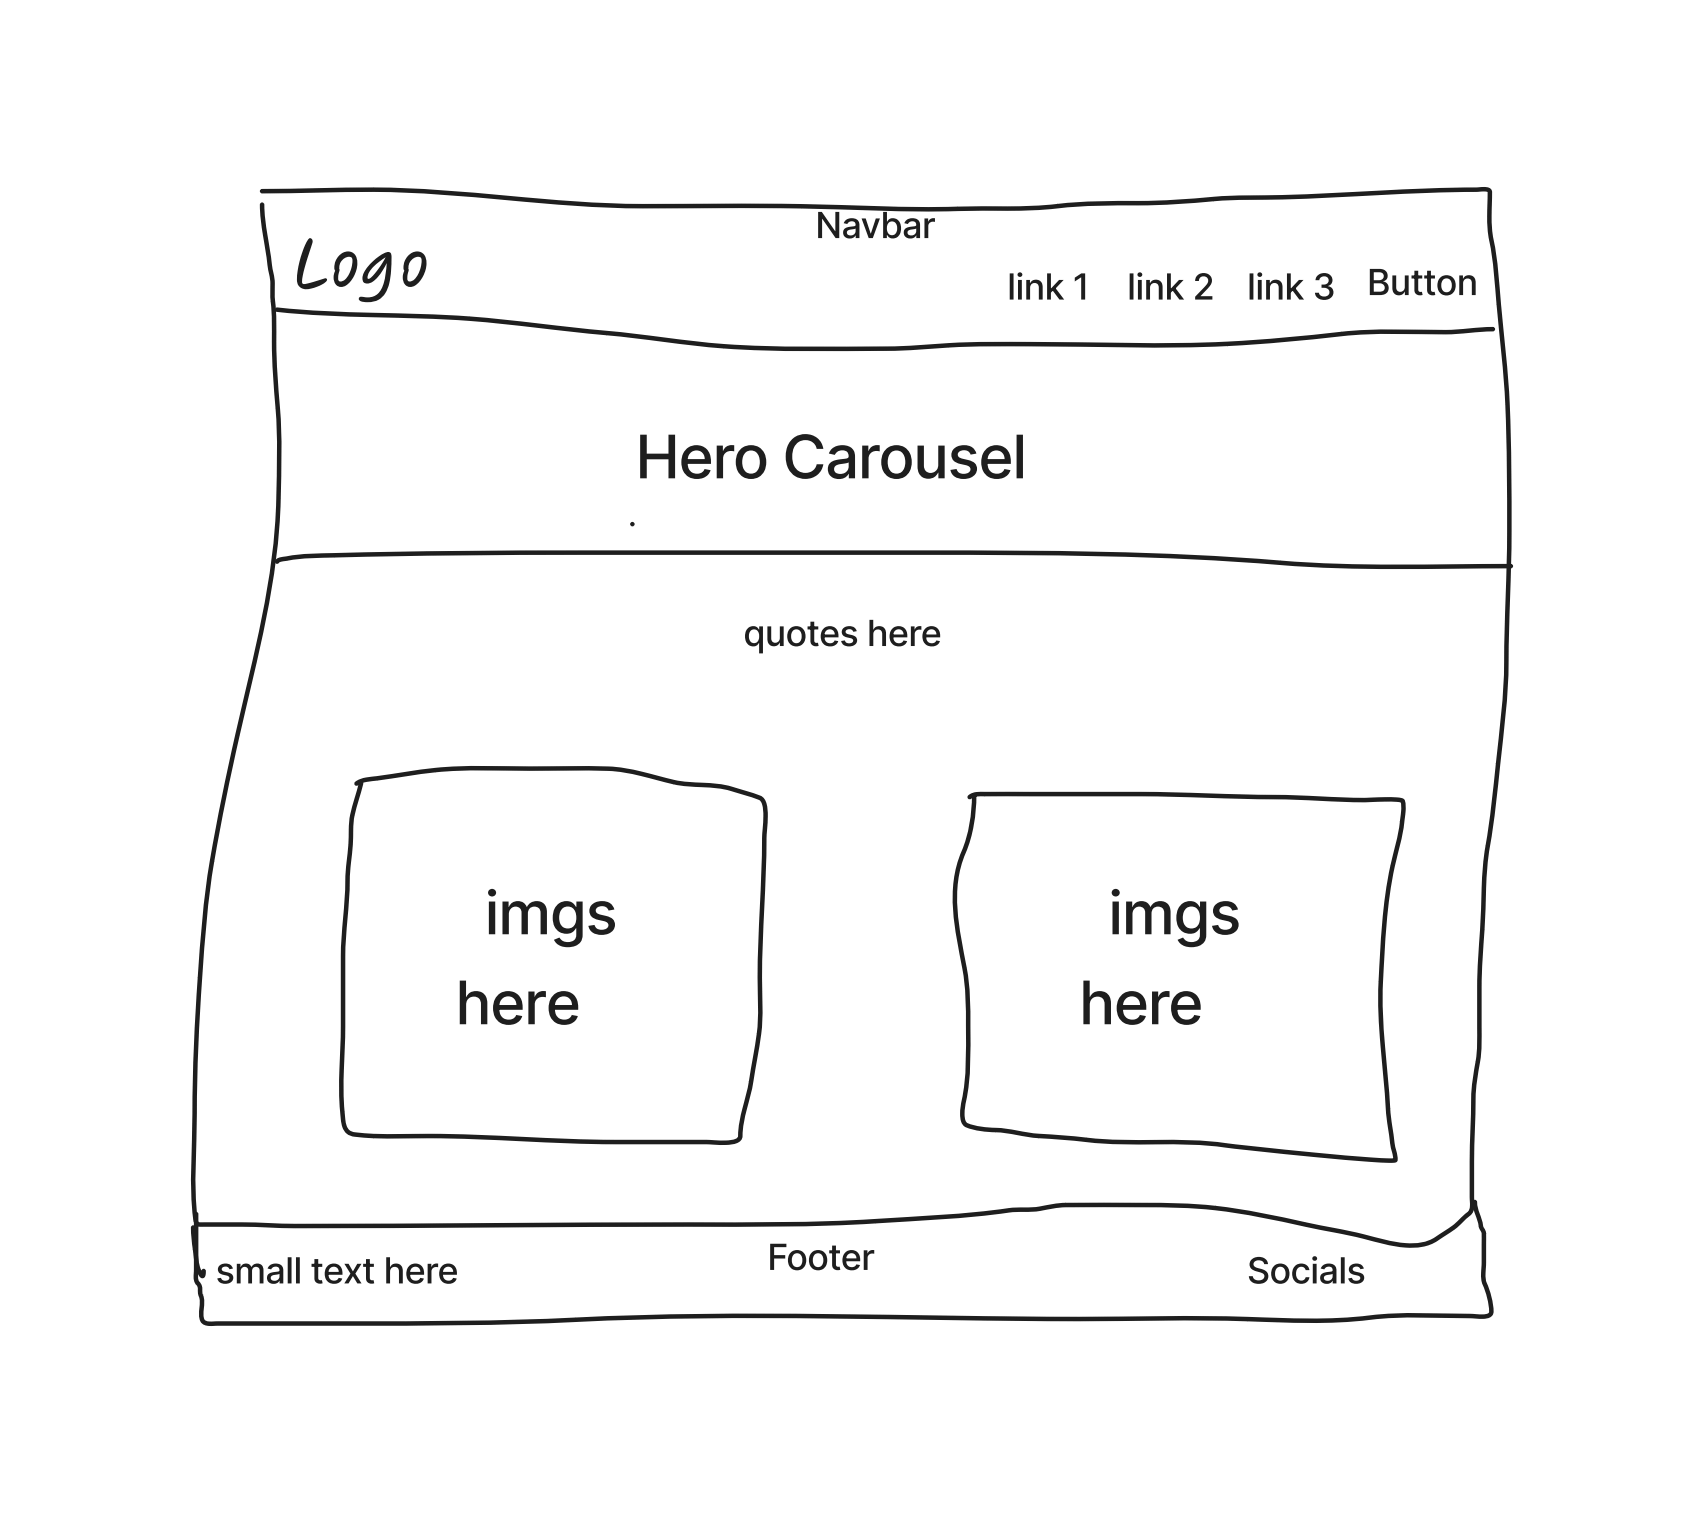 Navbar
Logo
link 1 link 2 link 3 Button
Hero Carousel
quotes here
imgs
here
imgs
here
small text here
Footer
Socials